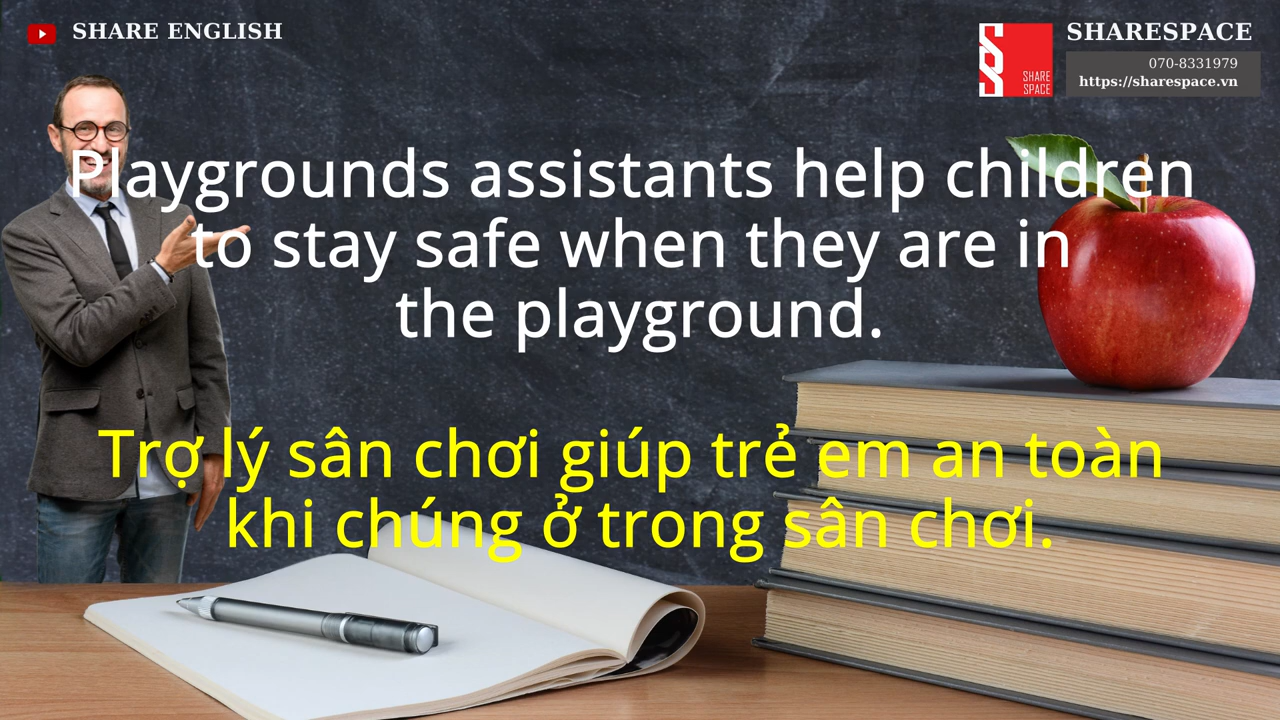 SHARE ENGLISH
SHARESPACE
070-8331979
https://sharespace.vn
SHARE
SPACE
Playgrounds assistants help children
to stay safe when they are in
the playground.
Trợ lý sân chơi giúp trẻ em an toàn
khi chúng ở trong sân chơi.